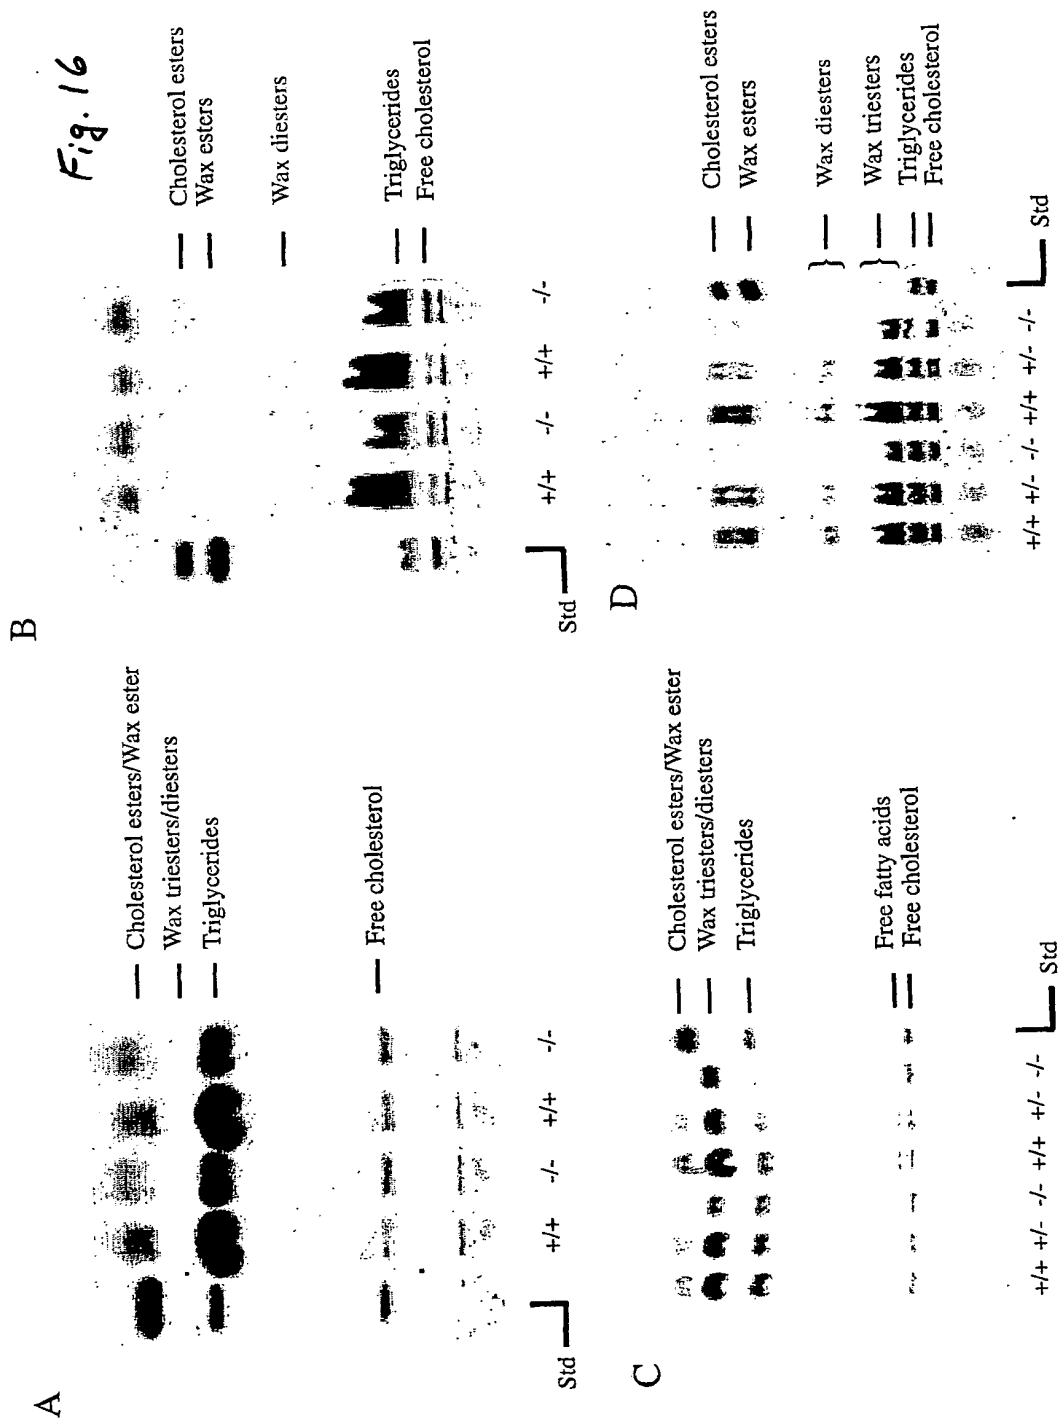 Fig. 16
A
Cholesterol esters/Wax ester
Wax triesters/diesters
Triglycerides
Free cholesterol
Std
+/+ -/- +/+ -/-
B
Cholesterol esters
Wax esters
Wax diesters
Triglycerides
Free cholesterol
Std
+/+ -/- +/+ -/-
C
Cholesterol esters/Wax ester
Wax triesters/diesters
Triglycerides
Free fatty acids
Free cholesterol
+/+ +/- -/- +/+ +/- -/-
Std
D
Cholesterol esters
Wax esters
Wax diesters
Wax triesters
Triglycerides
Free cholesterol
+/+ +/- -/- +/+ +/- -/-
Std